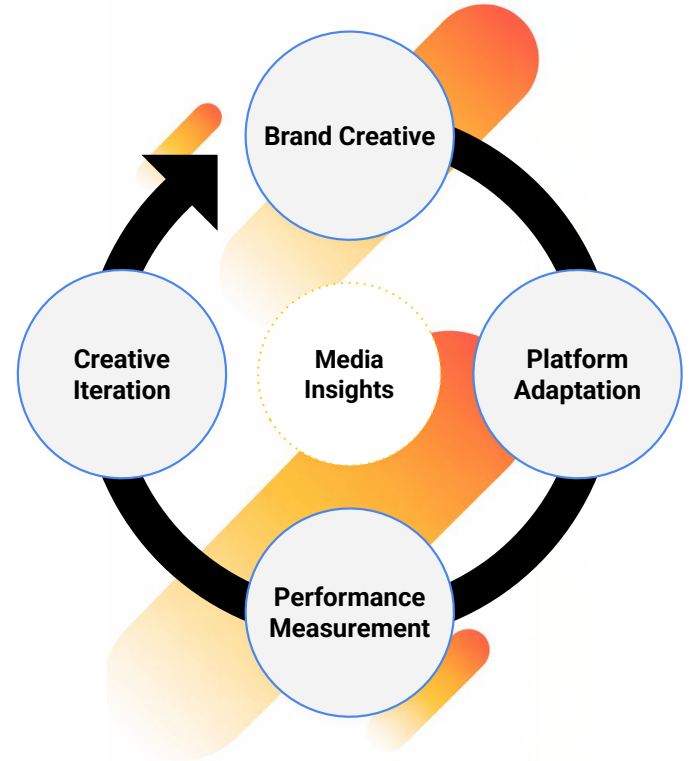 Brand Creative
Creative
Iteration
Media
Insights
Platform
Adaptation
Performance
Measurement